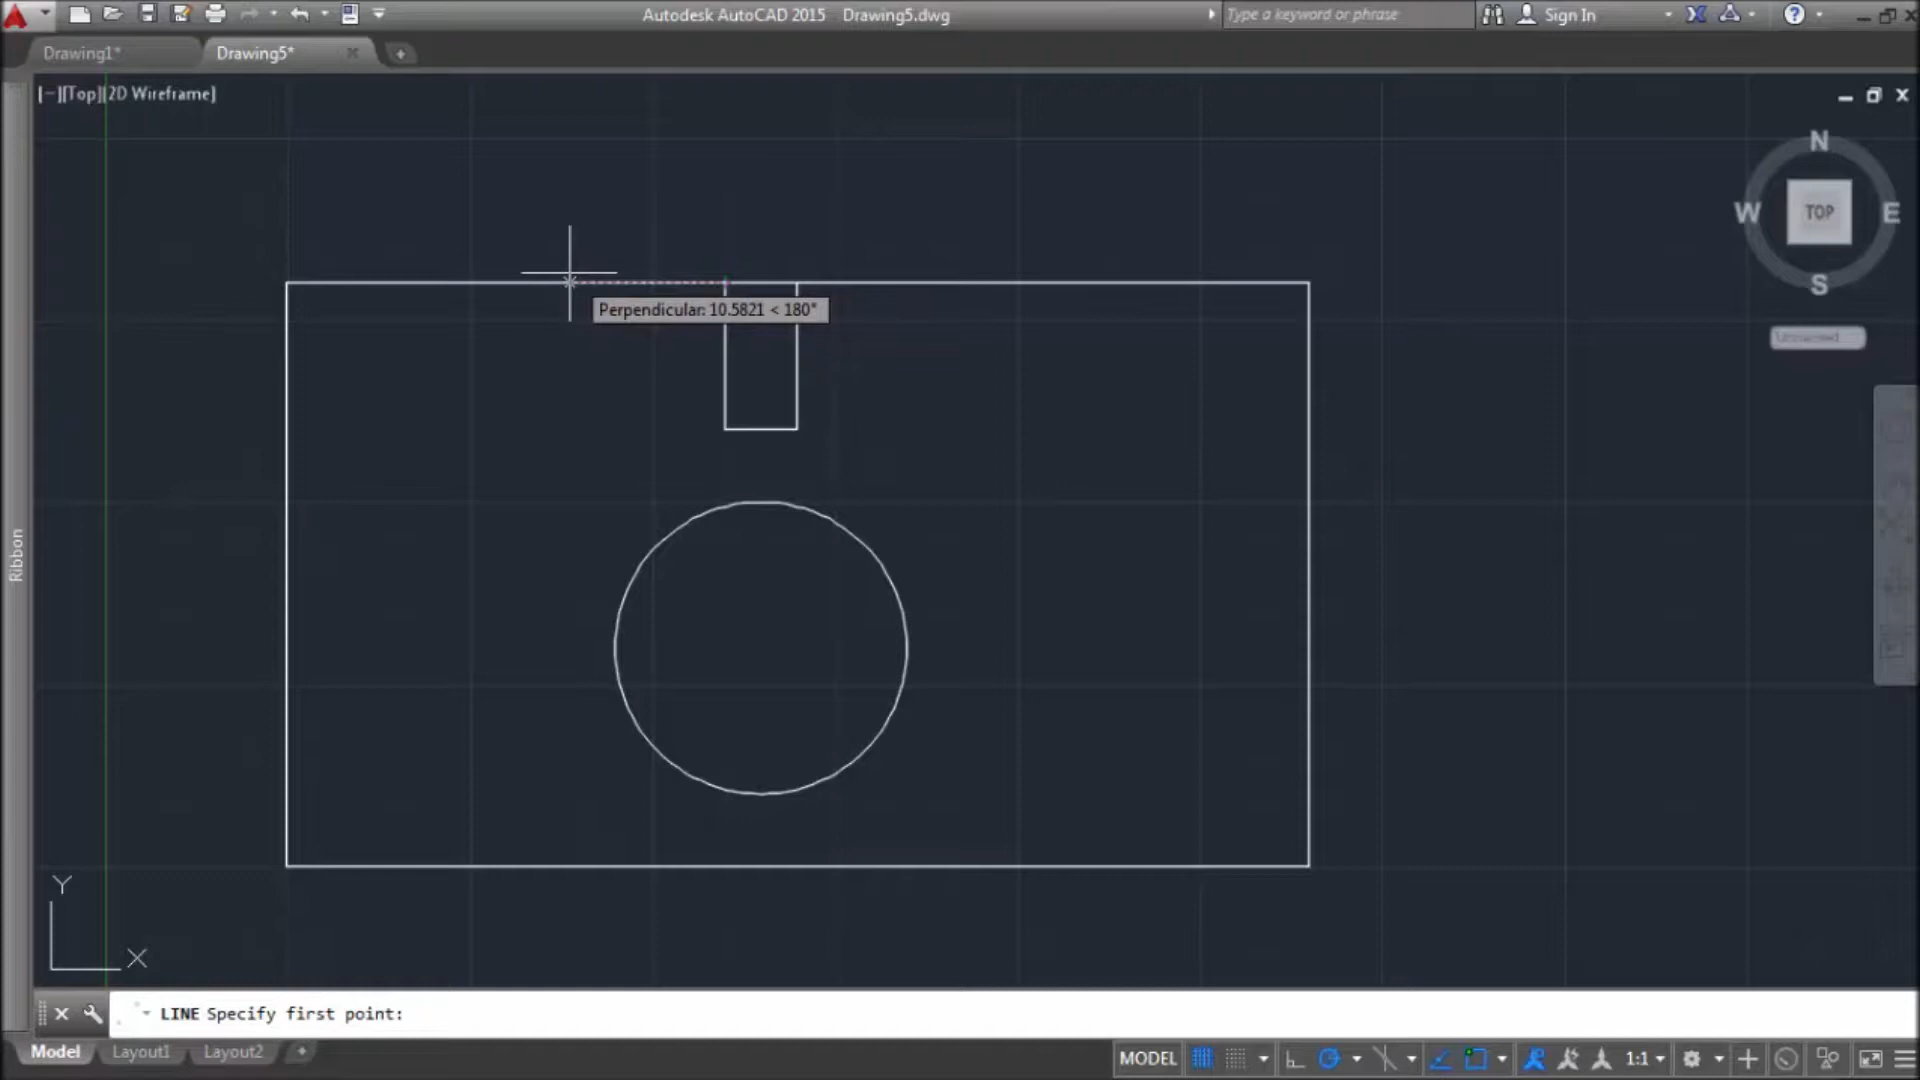 Autodesk AutoCAD 2015 Drawing5.dwg
Type a keyword or phrase
Sign In
Drawing1*
Drawing5*
[−][Top][2D Wireframe]
N
W
TOP
E
S
Unnamed
Perpendicular: 10.5821 < 180°
Ribbon
Y
X
LINE Specify first point:
Model
Layout1
Layout2
MODEL
1:1